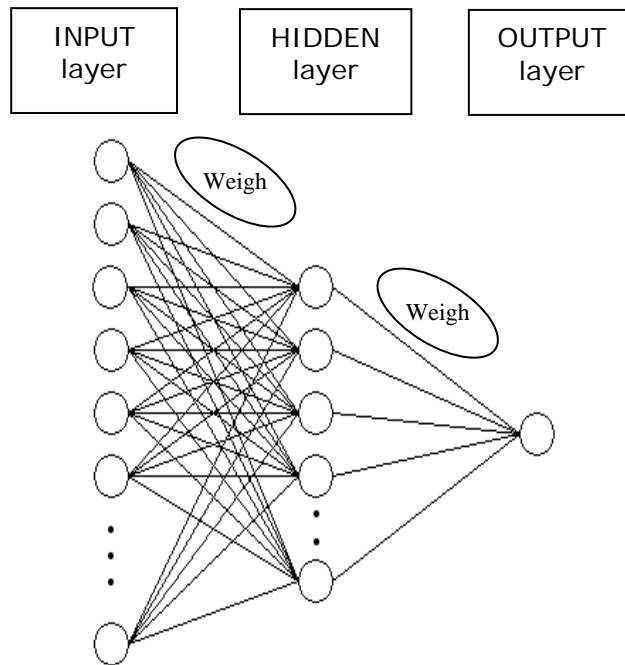 INPUT
layer
HIDDEN
layer
OUTPUT
layer
Weigh
Weigh